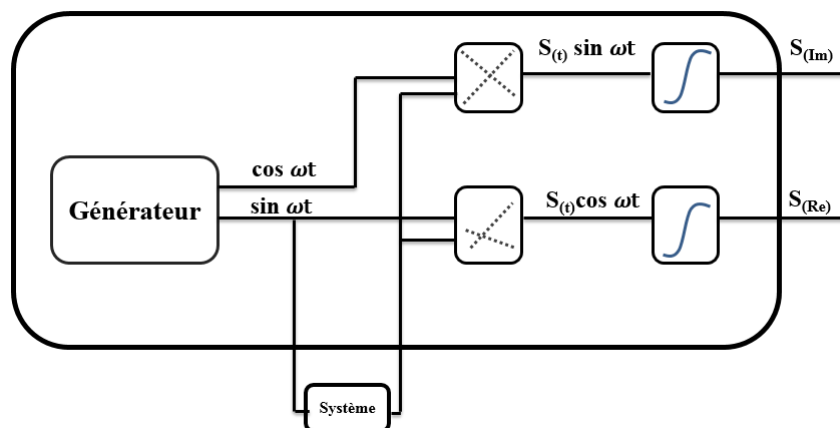 S(t) sin ωt
S(Im)
cos ωt
Générateur
sin ωt
S(t)cos ωt
S(Re)
Système